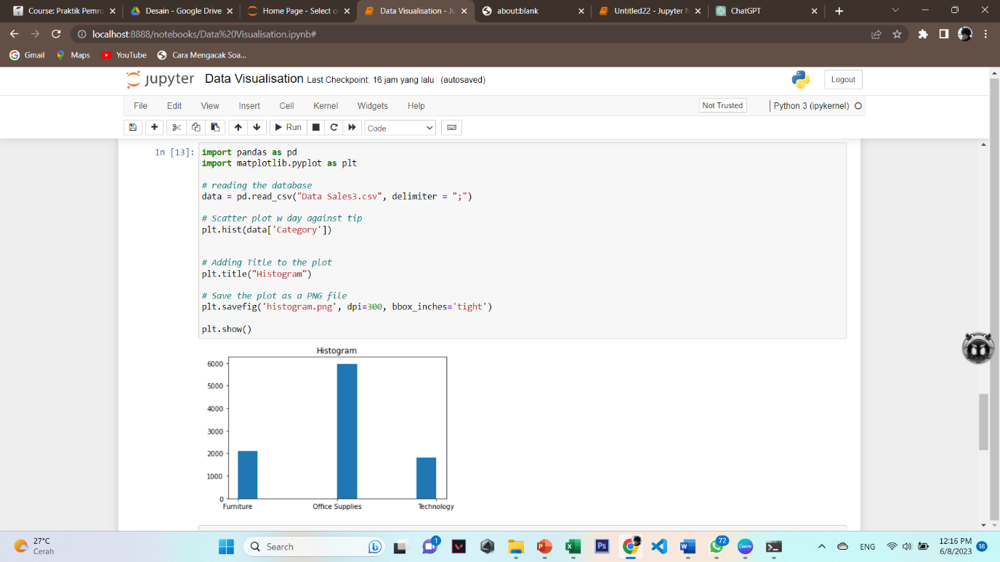 Course: Praktik Pemro
Desain - Google Drive
Home Page - Select o
Data Visualisation - Ju
about:blank
Untitled22 - Jupyter N
ChatGPT
localhost:8888/notebooks/Data%20Visualisation.ipynb#
Gmail
Maps
YouTube
Cara Mengacak Soa...
jupyter
Data Visualisation
Last Checkpoint: 16 jam yang lalu
(autosaved)
Logout
File
Edit
View
Insert
Cell
Kernel
Widgets
Help
Not Trusted
Python 3 (ipykernel)
Run
Code
In [13]:
import pandas as pd
import matplotlib.pyplot as plt
# reading the database
data = pd.read_csv("Data Sales3.csv", delimiter = ";")
# Scatter plot w day against tip
plt.hist(data['Category'])
# Adding Title to the plot
plt.title("Histogram")
# Save the plot as a PNG file
plt.savefig('histogram.png', dpi=300, bbox_inches='tight')
plt.show()
Histogram
6000
5000
4000
3000
2000
1000
0
Furniture
Office Supplies
Technology
27°C
Cerah
Search
1
Ps
Canva
72
ENG
12:16 PM
6/8/2023
18